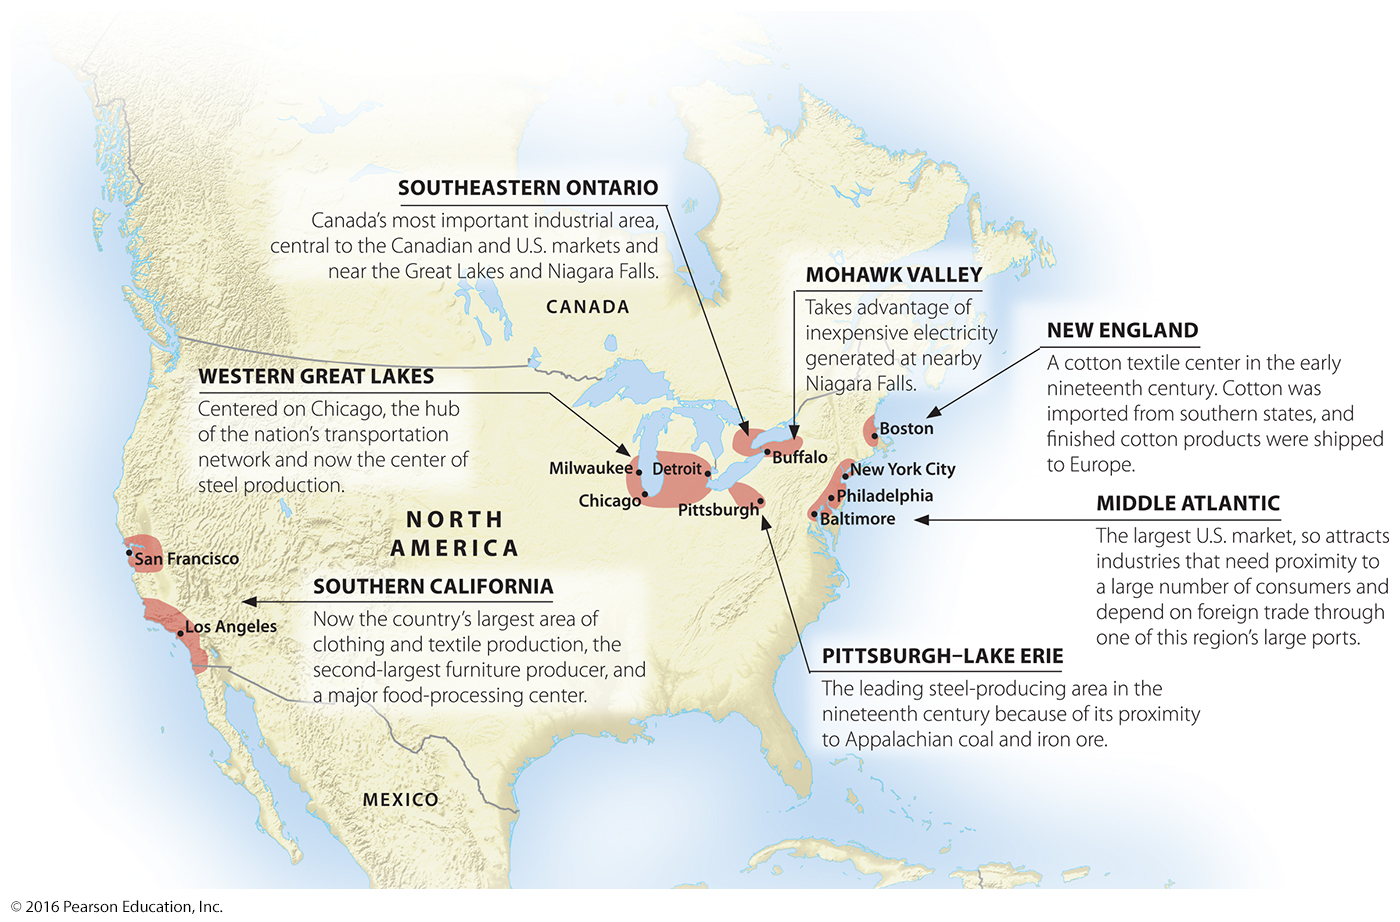 SOUTHEASTERN ONTARIO
Canada's most important industrial area,
central to the Canadian and U.S. markets and
near the Great Lakes and Niagara Falls.
CANADA
MOHAWK VALLEY
Takes advantage of
inexpensive electricity
generated at nearby
Niagara Falls.
NEW ENGLAND
A cotton textile center in the early
nineteenth century. Cotton was
imported from southern states, and
finished cotton products were shipped
to Europe.
WESTERN GREAT LAKES
Centered on Chicago, the hub
of the nation's transportation
network and now the center of
steel production.
Boston
Buffalo
Milwaukee
Detroit
New York City
Chicago
Pittsburgh
Philadelphia
Baltimore
MIDDLE ATLANTIC
The largest U.S. market, so attracts
industries that need proximity to
a large number of consumers and
depend on foreign trade through
one of this region's large ports.
NORTH
AMERICA
San Francisco
SOUTHERN CALIFORNIA
Now the country's largest area of
clothing and textile production, the
second-largest furniture producer, and
a major food-processing center.
Los Angeles
PITTSBURGH–LAKE ERIE
The leading steel-producing area in the
nineteenth century because of its proximity
to Appalachian coal and iron ore.
MEXICO
© 2016 Pearson Education, Inc.